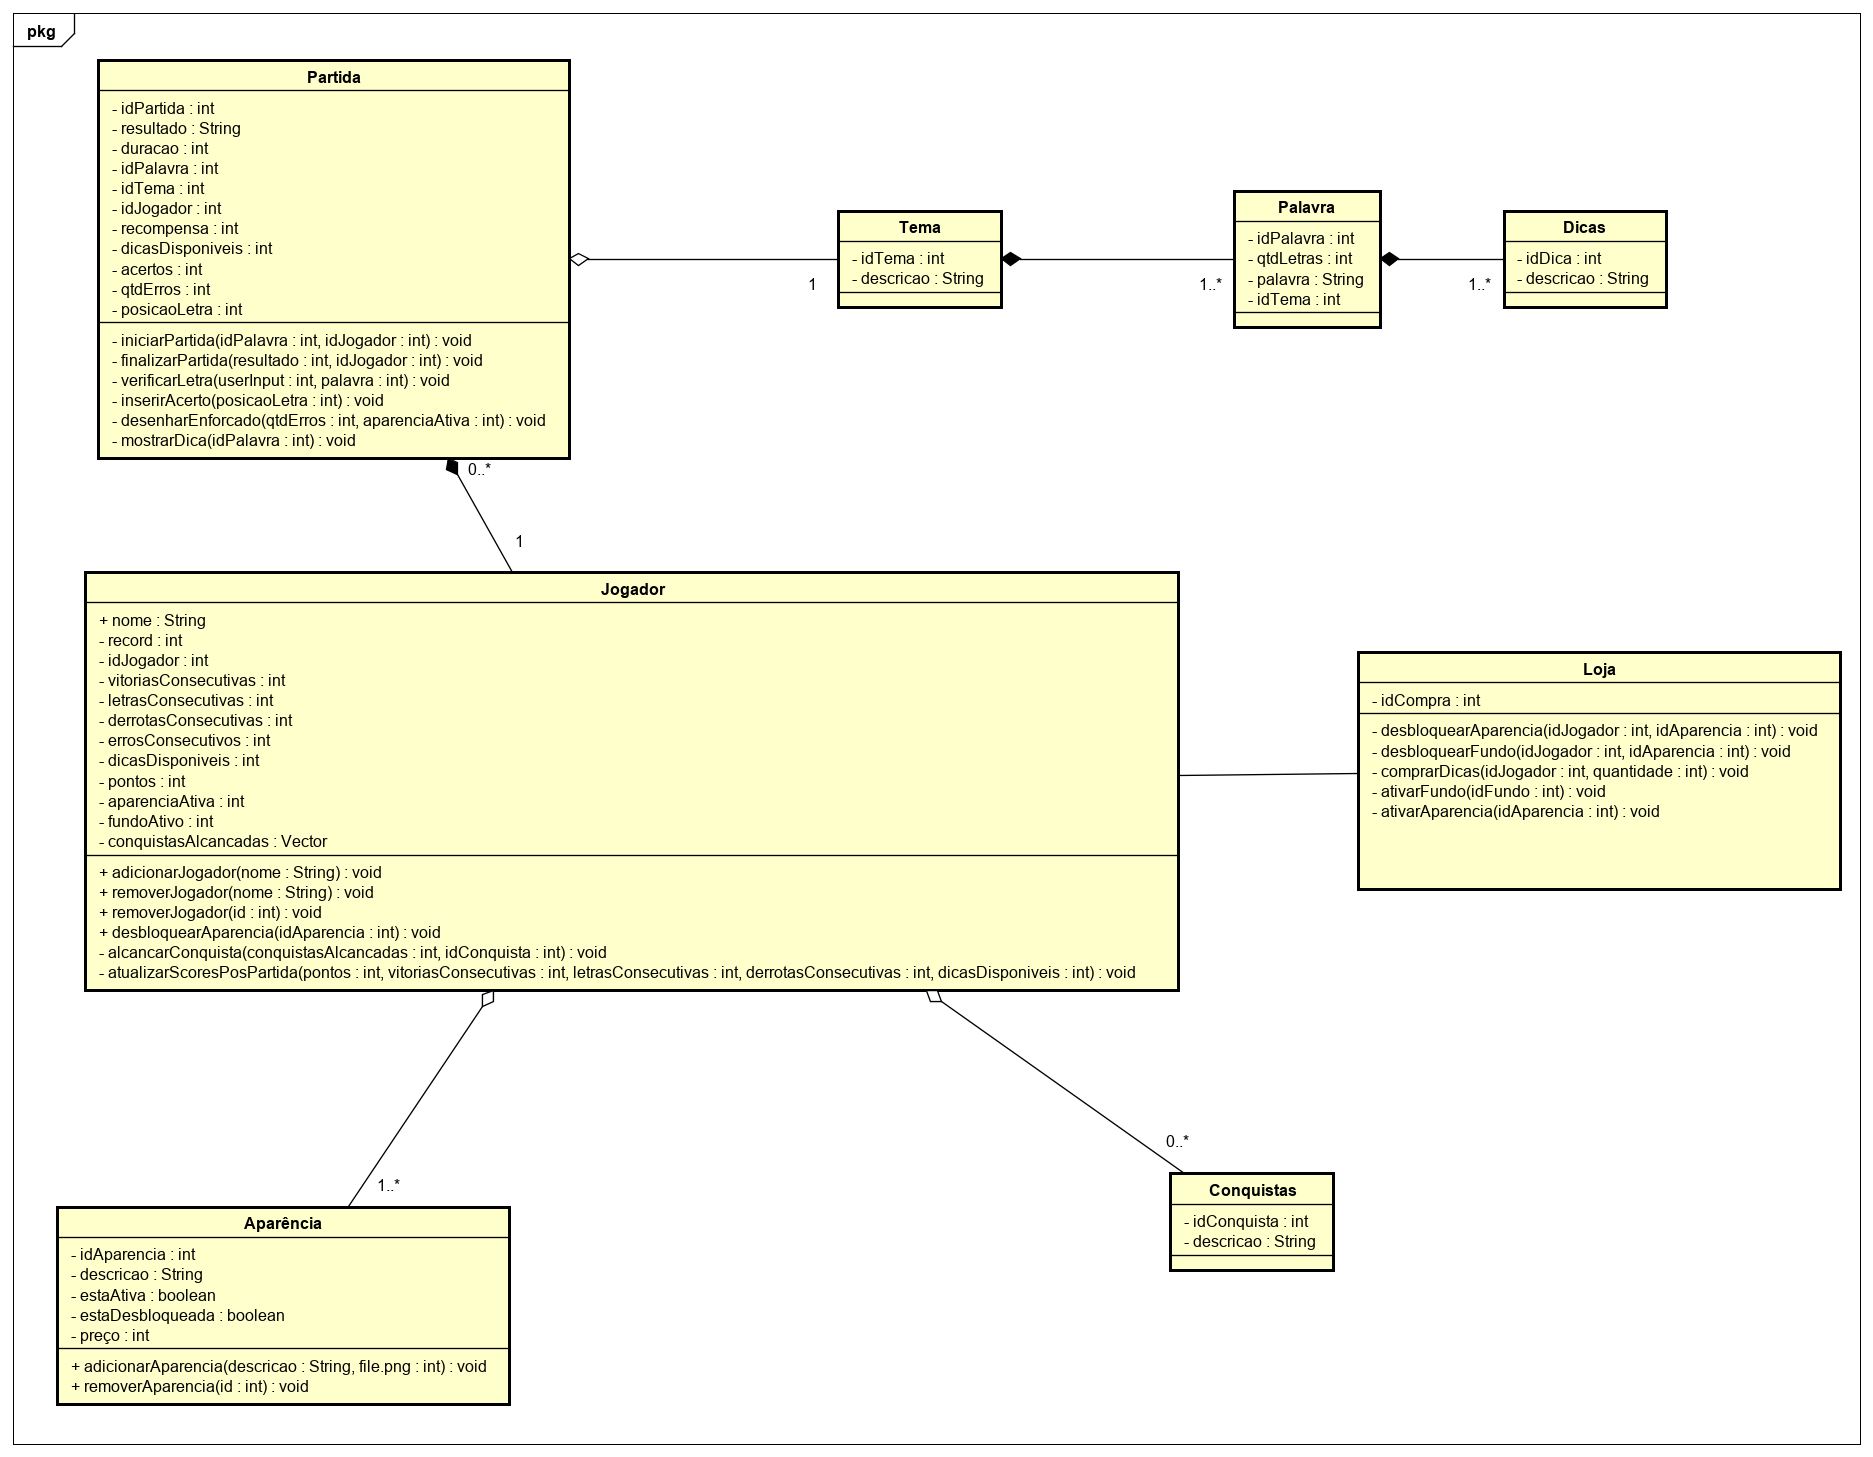 pkg
Partida
- idPartida : int
- resultado : String
- duracao : int
- idPalavra : int
- idTema : int
- idJogador : int
- recompensa : int
- dicasDisponiveis : int
- acertos : int
- qtdErros : int
- posicaoLetra : int
- iniciarPartida(idPalavra : int, idJogador : int) : void
- finalizarPartida(resultado : int, idJogador : int) : void
- verificarLetra(userInput : int, palavra : int) : void
- inserirAcerto(posicaoLetra : int) : void
- desenharEnforcado(qtdErros : int, aparenciaAtiva : int) : void
- mostrarDica(idPalavra : int) : void
1
Tema
- idTema : int
- descricao : String
1..*
Palavra
- idPalavra : int
- qtdLetras : int
- palavra : String
- idTema : int
1..*
Dicas
- idDica : int
- descricao : String
0..*
1
Jogador
+ nome : String
- record : int
- idJogador : int
- vitoriasConsecutivas : int
- letrasConsecutivas : int
- derrotasConsecutivas : int
- errosConsecutivos : int
- dicasDisponiveis : int
- pontos : int
- aparenciaAtiva : int
- fundoAtivo : int
- conquistasAlcancadas : Vector
+ adicionarJogador(nome : String) : void
+ removerJogador(nome : String) : void
+ removerJogador(id : int) : void
+ desbloquearAparencia(idAparencia : int) : void
- alcancarConquista(conquistasAlcancadas : int, idConquista : int) : void
- atualizarScoresPosPartida(pontos : int, vitoriasConsecutivas : int, letrasConsecutivas : int, derrotasConsecutivas : int, dicasDisponiveis : int) : void
Loja
- idCompra : int
- desbloquearAparencia(idJogador : int, idAparencia : int) : void
- desbloquearFundo(idJogador : int, idAparencia : int) : void
- comprarDicas(idJogador : int, quantidade : int) : void
- ativarFundo(idFundo : int) : void
- ativarAparencia(idAparencia : int) : void
1..*
Aparência
- idAparencia : int
- descricao : String
- estaAtiva : boolean
- estaDesbloqueada : boolean
- preço : int
+ adicionarAparencia(descricao : String, file.png : int) : void
+ removerAparencia(id : int) : void
0..*
Conquistas
- idConquista : int
- descricao : String